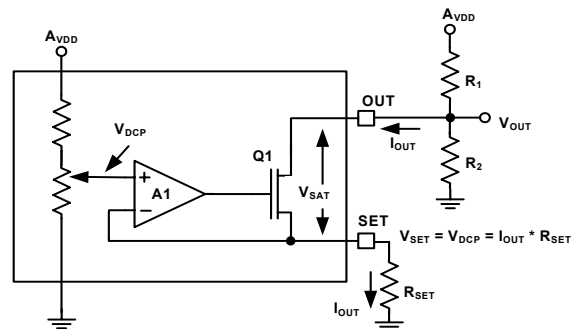 AVDD
AVDD
R1
OUT
VDCP
Q1
VOUT
IOUT
+
A1
VSAT
R2
−
SET
VSET = VDCP = IOUT * RSET
RSET
IOUT